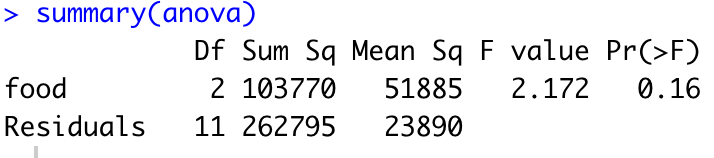 > summary(anova)
Df Sum Sq Mean Sq F value Pr(>F)
food 2 103770 51885 2.172 0.16
Residuals 11 262795 23890